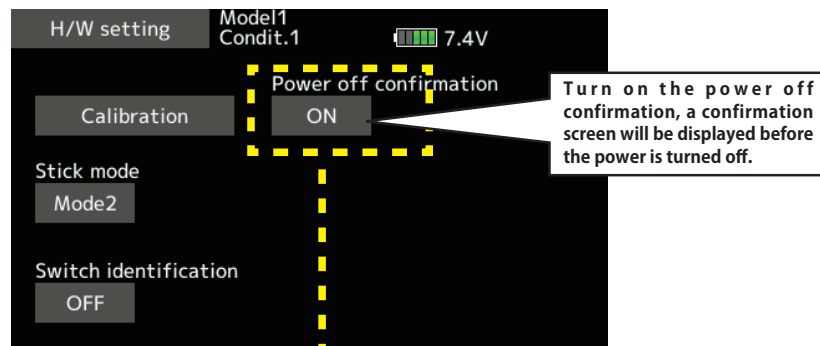 H/W setting
Model1
Condit.1
7.4V
Power off confirmation
ON
Calibration
Stick mode
Mode2
Switch identification
OFF
Turn on the power off
confirmation, a confirmation
screen will be displayed before
the power is turned off.